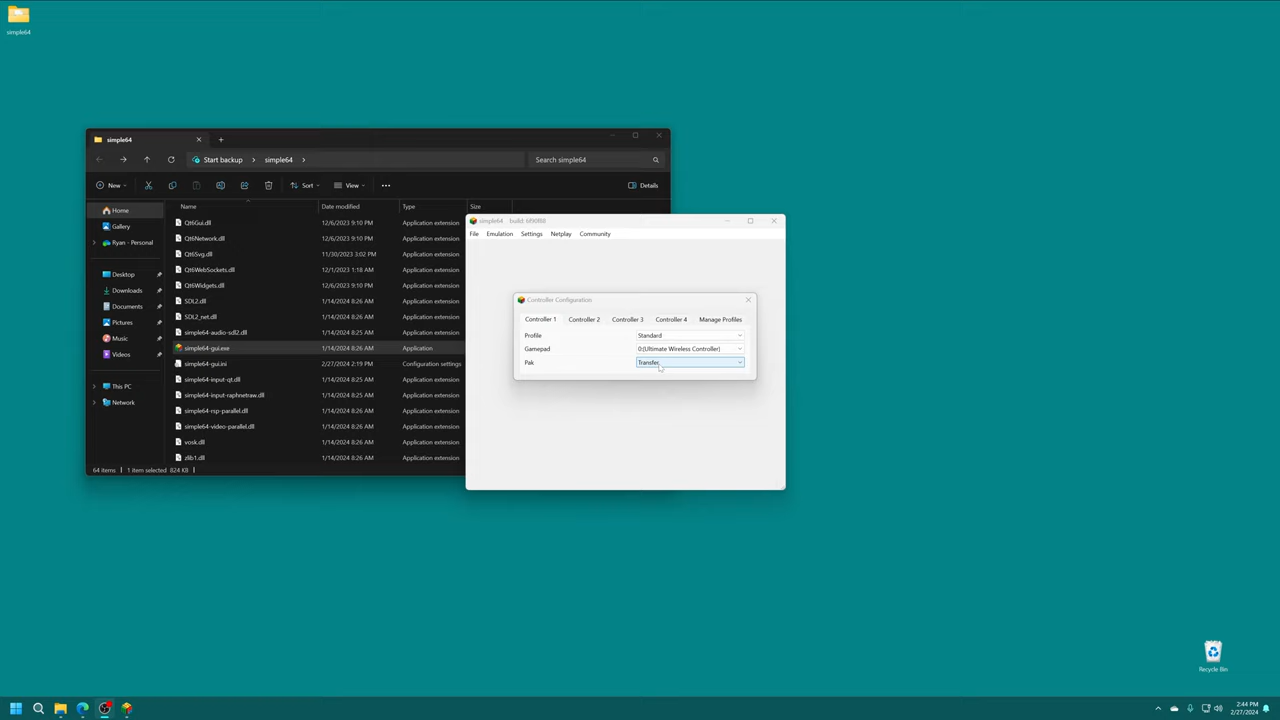 simple64
simple64
Start backup
simple64
Search simple64
New
Sort
View
Details
Name
Date modified
Type
Size
Home
Gallery
Ryan - Personal
Desktop
Downloads
Documents
Pictures
Music
Videos
This PC
Network
Qt6Gui.dll 12/6/2023 9:10 PM Application extension
Qt6Network.dll 12/6/2023 9:10 PM Application extension
Qt6Svg.dll 11/30/2023 3:02 PM Application extension
Qt6WebSockets.dll 12/1/2023 1:18 AM Application extension
Qt6Widgets.dll 12/6/2023 9:10 PM Application extension
SDL2.dll 1/14/2024 8:26 AM Application extension
SDL2_net.dll 1/14/2024 8:25 AM Application extension
simple64-audio-sdl2.dll 1/14/2024 8:25 AM Application extension
simple64-gui.exe 1/14/2024 8:26 AM Application
simple64-gui.ini 2/27/2024 2:19 PM Configuration settings
simple64-input-qt.dll 1/14/2024 8:25 AM Application extension
simple64-input-raphnetraw.dll 1/14/2024 8:25 AM Application extension
simple64-rsp-parallel.dll 1/14/2024 8:26 AM Application extension
simple64-video-parallel.dll 1/14/2024 8:26 AM Application extension
vosk.dll 1/14/2024 8:26 AM Application extension
zlib1.dll 1/14/2024 8:26 AM Application extension
64 items
1 item selected 824 KB
simple64 build:
File Emulation Settings Netplay Community
Controller Configuration
Controller 1 Controller 2 Controller 3 Controller 4 Manage Profiles
Profile Standard
Gamepad 0:(Ultimate Wireless Controller)
Pak Transfer
Recycle Bin
2:44 PM
2/27/2024